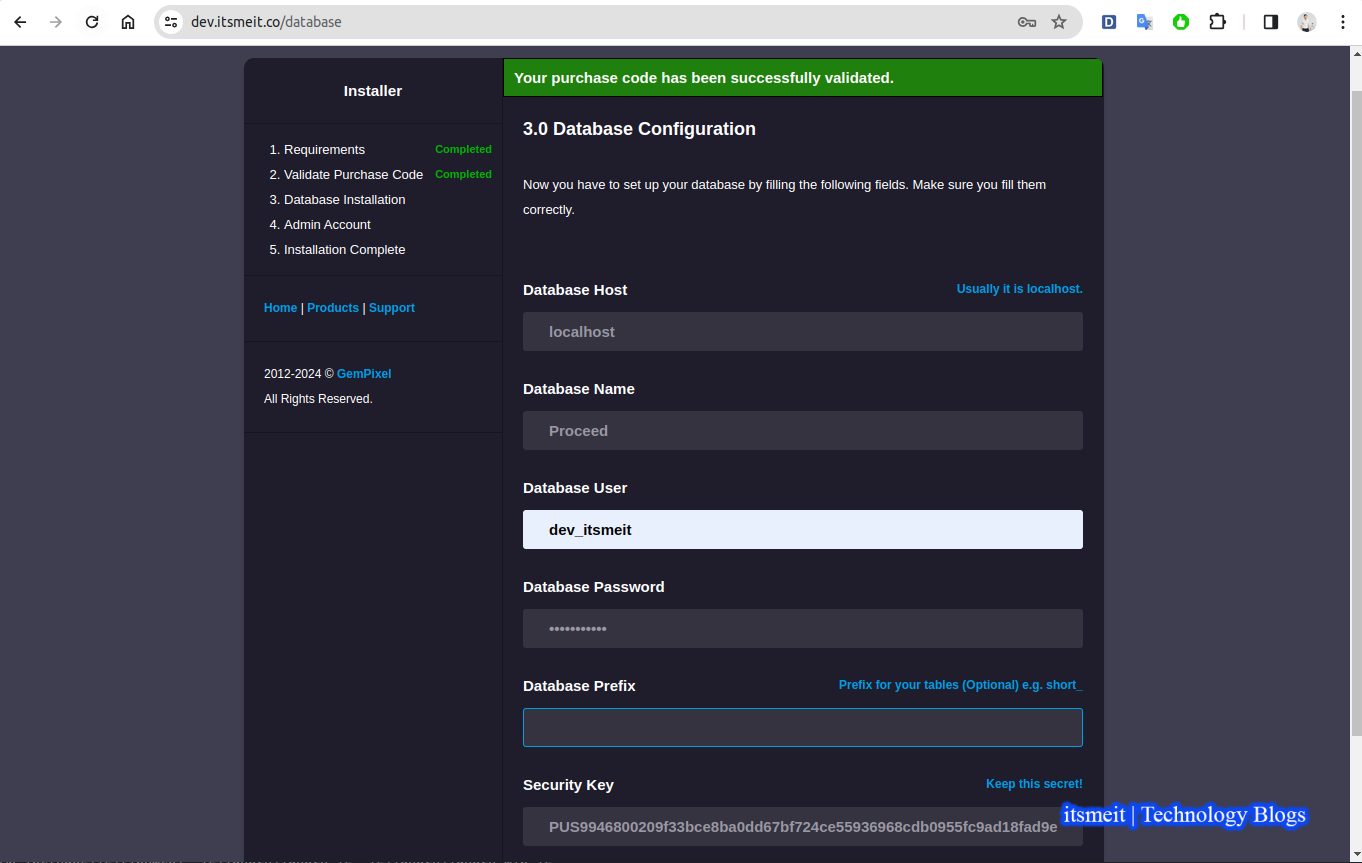 dev.itsmeit.co/database
Installer
1. Requirements Completed
2. Validate Purchase Code Completed
3. Database Installation
4. Admin Account
5. Installation Complete
Home | Products | Support
2012-2024 © GemPixel
All Rights Reserved.
Your purchase code has been successfully validated.
3.0 Database Configuration
Now you have to set up your database by filling the following fields. Make sure you fill them
correctly.
Database Host Usually it is localhost.
localhost
Database Name
Proceed
Database User
dev_itsmeit
Database Password
•••••••••••
Database Prefix Prefix for your tables (Optional) e.g. short_
Security Key Keep this secret!
PUS9946800209f33bce8ba0dd67bf724ce55936968cdb0955fc9ad18fad9e
itsmeit | Technology Blogs